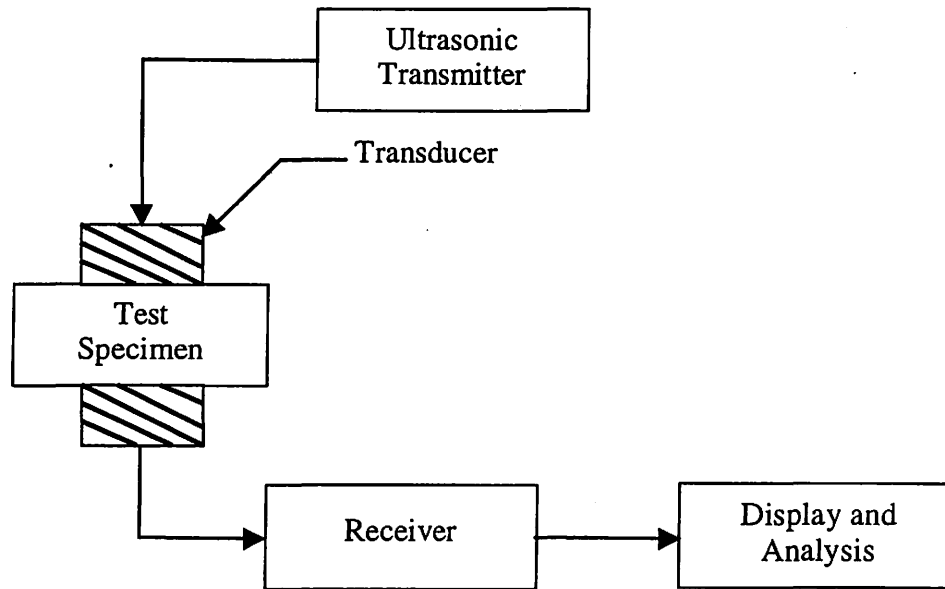 Ultrasonic
Transmitter
Transducer
Test
Specimen
Receiver
Display and
Analysis